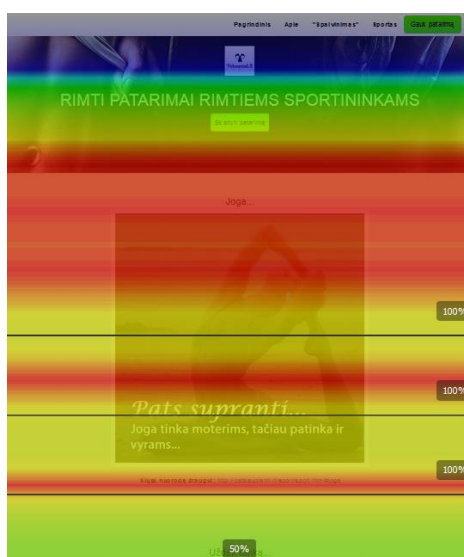 Pagrindinis Apie "Išpalvinimas" Sportas Gauk patarimą
RIMTI PATARIMAI RIMTIEMS SPORTININKAMS
Skaityti patarimą
Joga...
100%
100%
Pats supranti...
Joga tinka moterims, tačiau patinka ir
vyrams...
100%
50%